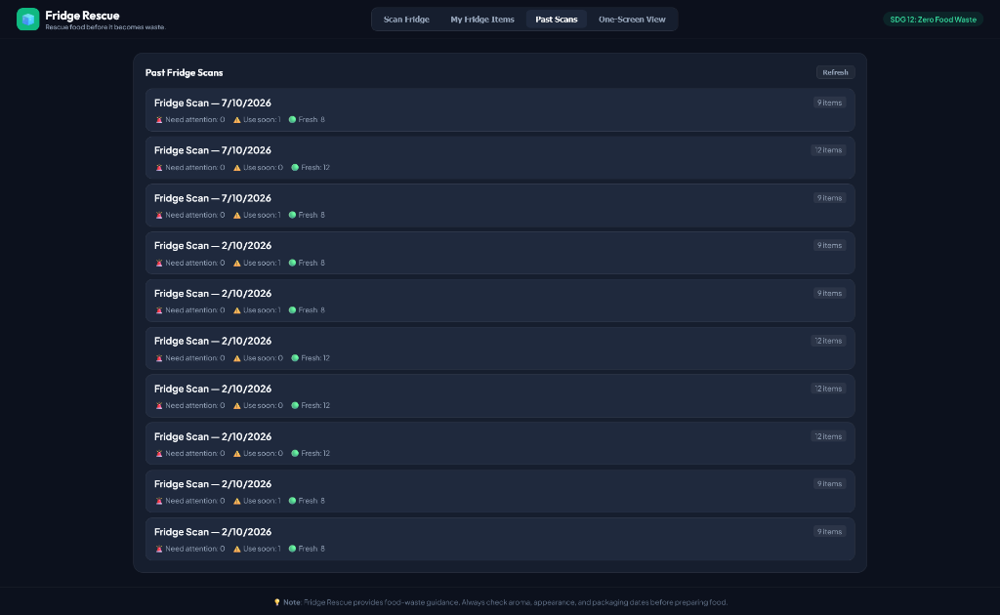 Fridge Rescue
Rescue food before it becomes waste.
Scan Fridge My Fridge Items Past Scans One-Screen View
SDG 12: Zero Food Waste
Past Fridge Scans
Refresh
Fridge Scan — 7/10/2026
9 items
Need attention: 0 Use soon: 1 Fresh: 8
Fridge Scan — 7/10/2026
12 items
Need attention: 0 Use soon: 0 Fresh: 12
Fridge Scan — 7/10/2026
9 items
Need attention: 0 Use soon: 1 Fresh: 8
Fridge Scan — 2/10/2026
9 items
Need attention: 0 Use soon: 1 Fresh: 8
Fridge Scan — 2/10/2026
9 items
Need attention: 0 Use soon: 1 Fresh: 8
Fridge Scan — 2/10/2026
12 items
Need attention: 0 Use soon: 0 Fresh: 12
Fridge Scan — 2/10/2026
12 items
Need attention: 0 Use soon: 0 Fresh: 12
Fridge Scan — 2/10/2026
12 items
Need attention: 0 Use soon: 0 Fresh: 12
Fridge Scan — 2/10/2026
9 items
Need attention: 0 Use soon: 1 Fresh: 8
Fridge Scan — 2/10/2026
9 items
Need attention: 0 Use soon: 1 Fresh: 8
Note: Fridge Rescue provides food-waste guidance. Always check aroma, appearance, and packaging dates before preparing food.